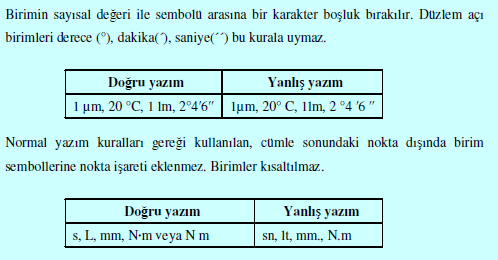 Birimin sayısal değeri ile sembolü arasına bir karakter boşluk bırakılır. Düzlem açı
birimleri derece (°), dakika(´), saniye(´´) bu kurala uymaz.
Doğru yazım Yanlış yazım
1 µm, 20 °C, 1 lm, 2°4′6″ 1µm, 20° C, 1lm, 2 °4 ′6 ″
Normal yazım kuralları gereği kullanılan, cümle sonundaki nokta dışında birim
sembollerine nokta işareti eklenmez. Birimler kısaltılmaz.
Doğru yazım Yanlış yazım
s, L, mm, N·m veya N m sn, lt, mm., N.m